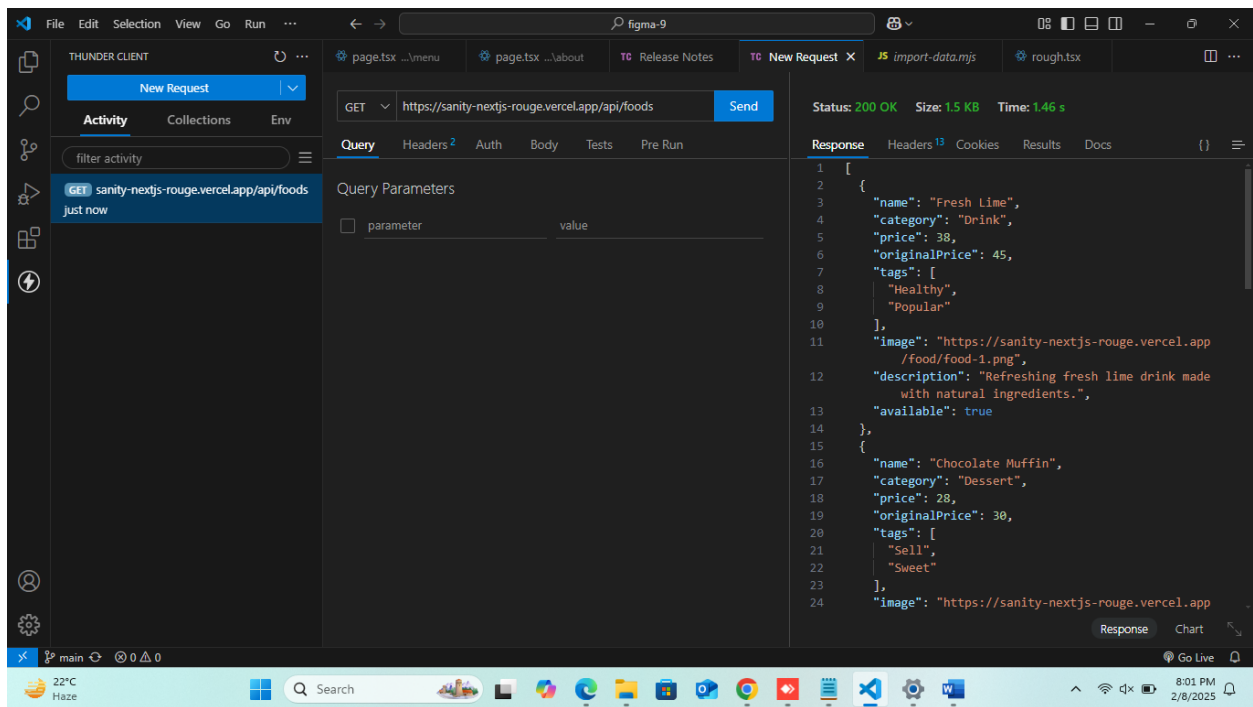 File Edit Selection View Go Run ···
figma-9
THUNDER CLIENT
New Request
Activity Collections Env
filter activity
GET sanity-nextjs-rouge.vercel.app/api/foods
just now
page.tsx ...\menu
page.tsx ...\about
TC Release Notes
TC New Request
JS import-data.mjs
rough.tsx
GET https://sanity-nextjs-rouge.vercel.app/api/foods Send
Query Headers 2 Auth Body Tests Pre Run
Query Parameters
parameter value
Status: 200 OK Size: 1.5 KB Time: 1.46 s
Response Headers 13 Cookies Results Docs {}
1 [
2 {
3 "name": "Fresh Lime",
4 "category": "Drink",
5 "price": 38,
6 "originalPrice": 45,
7 "tags": [
8 "Healthy",
9 "Popular"
10 ],
11 "image": "https://sanity-nextjs-rouge.vercel.app
/food/food-1.png",
12 "description": "Refreshing fresh lime drink made
with natural ingredients.",
13 "available": true
14 },
15 {
16 "name": "Chocolate Muffin",
17 "category": "Dessert",
18 "price": 28,
19 "originalPrice": 30,
20 "tags": [
21 "Sell",
22 "Sweet"
23 ],
24 "image": "https://sanity-nextjs-rouge.vercel.app
Response Chart
main 0 0
Go Live
22°C
Haze
Search
8:01 PM
2/8/2025